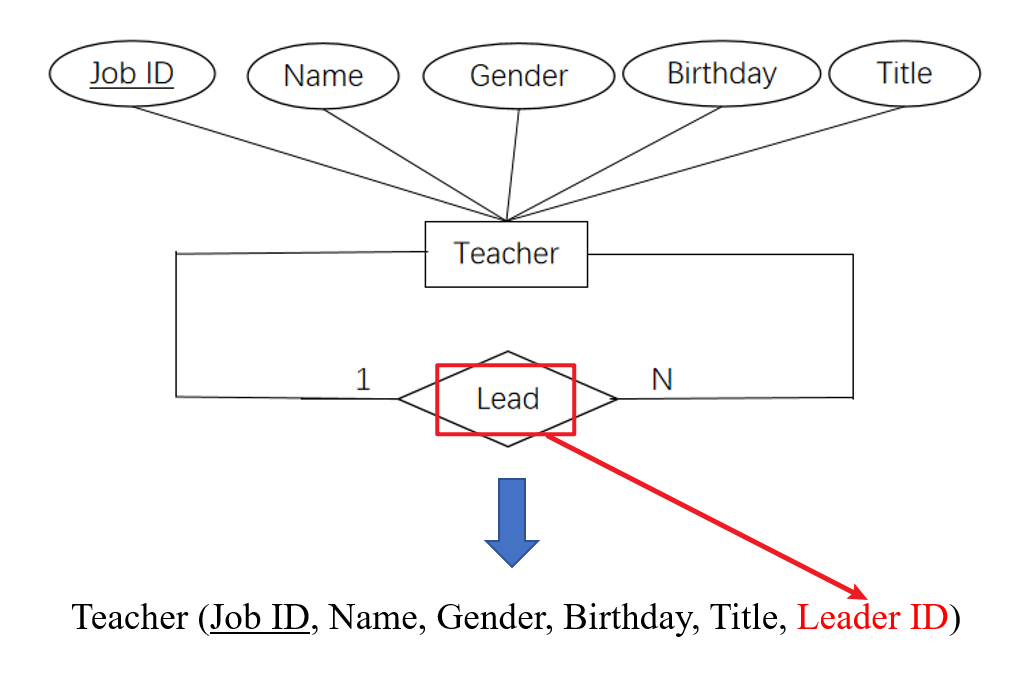 Job ID Name Gender Birthday Title
Teacher
1 Lead N
Teacher (Job ID, Name, Gender, Birthday, Title, Leader ID)